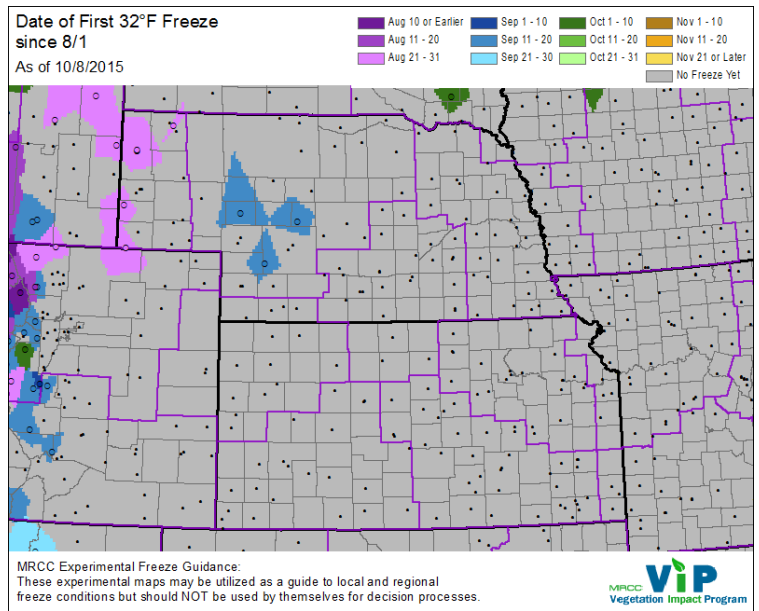 Date of First 32°F Freeze
since 8/1
As of 10/8/2015
Aug 10 or Earlier
Aug 11 - 20
Aug 21 - 31
Sep 1 - 10
Sep 11 - 20
Sep 21 - 30
Oct 1 - 10
Oct 11 - 20
Oct 21 - 31
Nov 1 - 10
Nov 11 - 20
Nov 21 or Later
No Freeze Yet
MRCC Experimental Freeze Guidance:
These experimental maps may be utilized as a guide to local and regional
freeze conditions but should NOT be used by themselves for decision processes.
MRCC ViP
Vegetation Impact Program